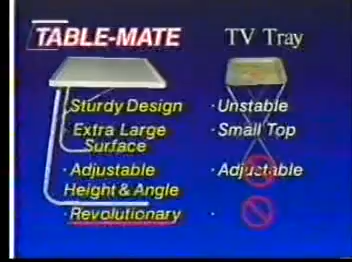 TABLE-MATE
TV Tray
Sturdy Design
Extra Large
Surface
· Adjustable
Height & Angle
· Revolutionary
· Unstable
· Small Top
· Adjustable
·